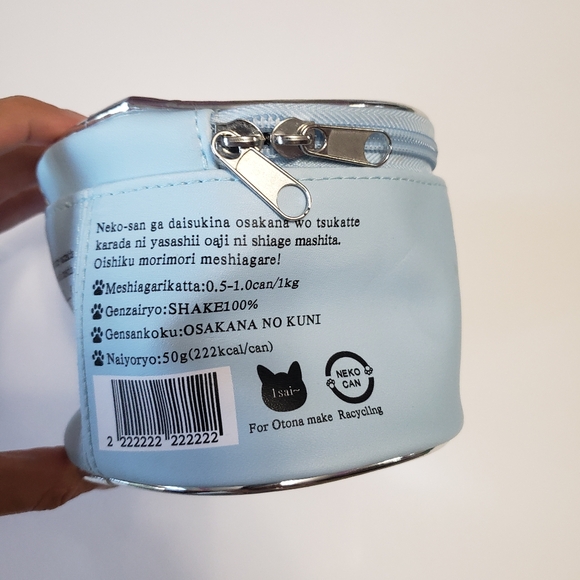 Neko-san ga daisukina osakana wo tsukatte
karada ni yasashii oaji ni shiage mashita.
Oishiku morimori meshiagare!
Meshiagarikatta:0.5-1.0can/1kg
Genzairyo:SHAKE100%
Gensankoku:OSAKANA NO KUNI
Naiyoryo:50g(222kcal/can)
2 222222 222222
1sai~
NEKO
CAN
For Otona make Racycling